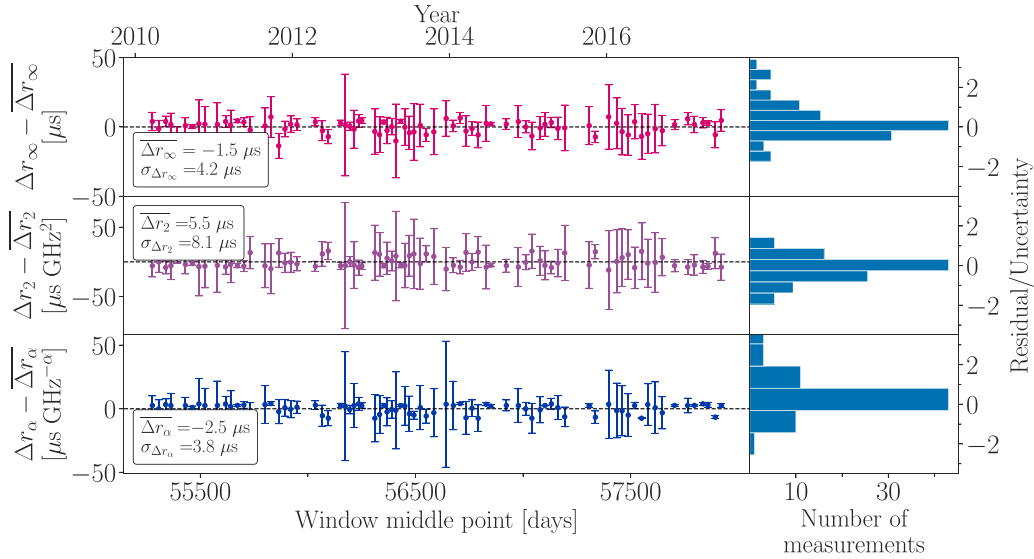 Year
2010 2012 2014 2016
50
0
−50
Δr∞ − Δr∞
[μs]
Δr∞ = −1.5 μs
σΔr∞ = 4.2 μs
2
0
−2
50
0
−50
Δr2 − Δr2
[μs GHz²]
Δr2 =5.5 μs
σΔr2 = 8.1 μs
2
0
−2
50
0
−50
Δrα − Δrα
[μs GHz−α]
Δrα =−2.5 μs
σΔrα = 3.8 μs
2
0
−2
Residual/Uncertainty
55500 56500 57500
Window middle point [days]
10 30
Number of
measurements